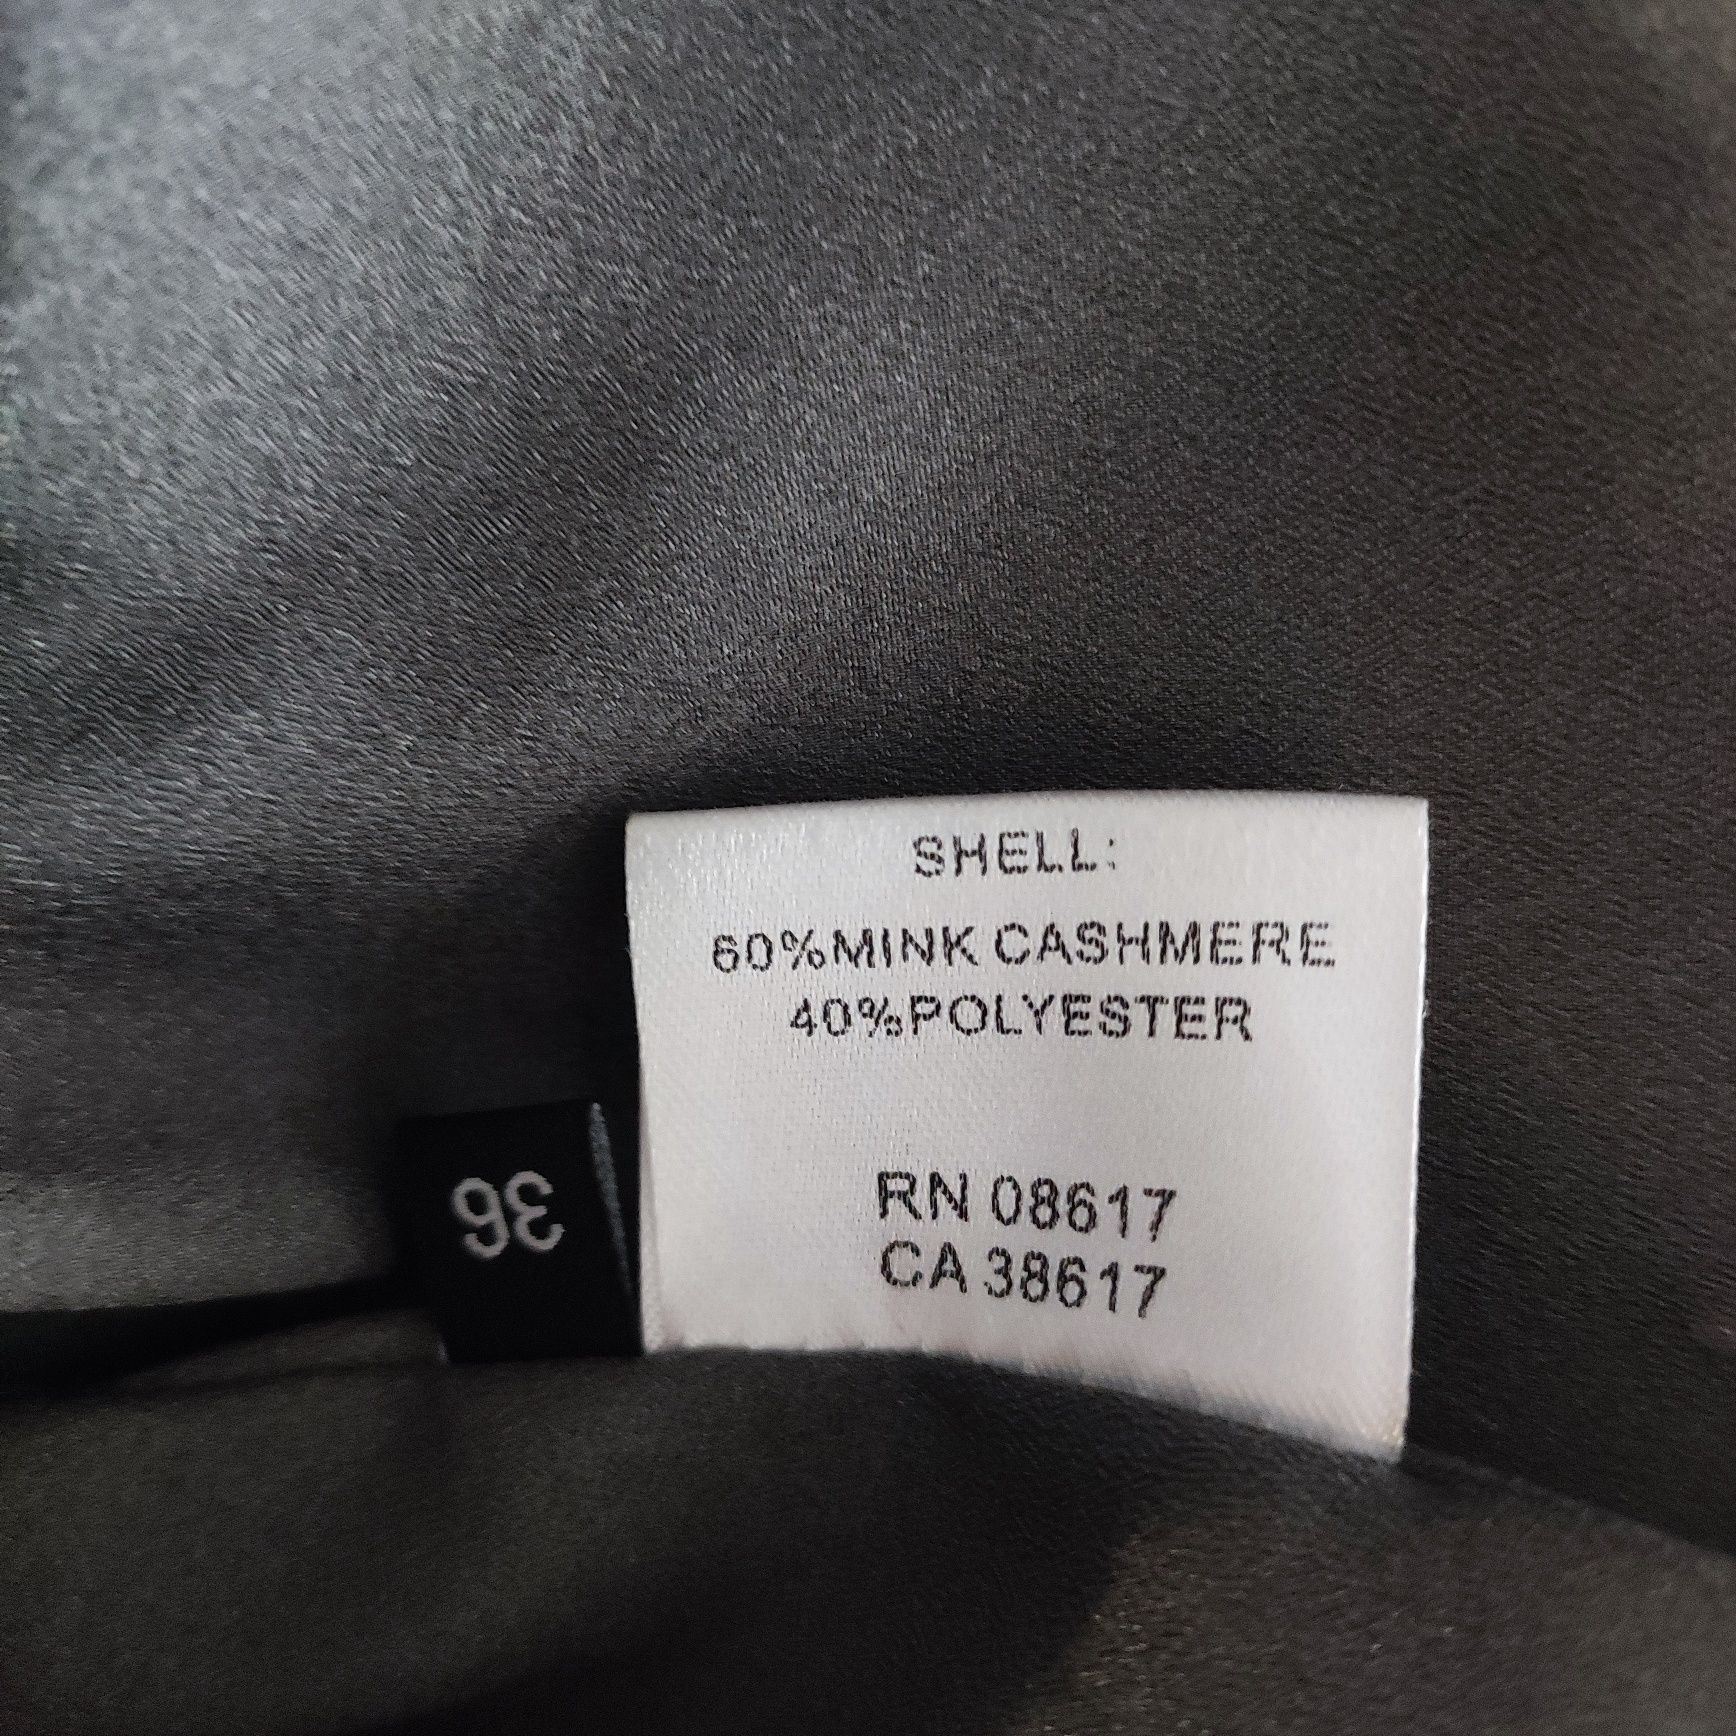 SHELL:
60%MINK CASHMERE
40%POLYESTER
RN 08617
CA 38617
36